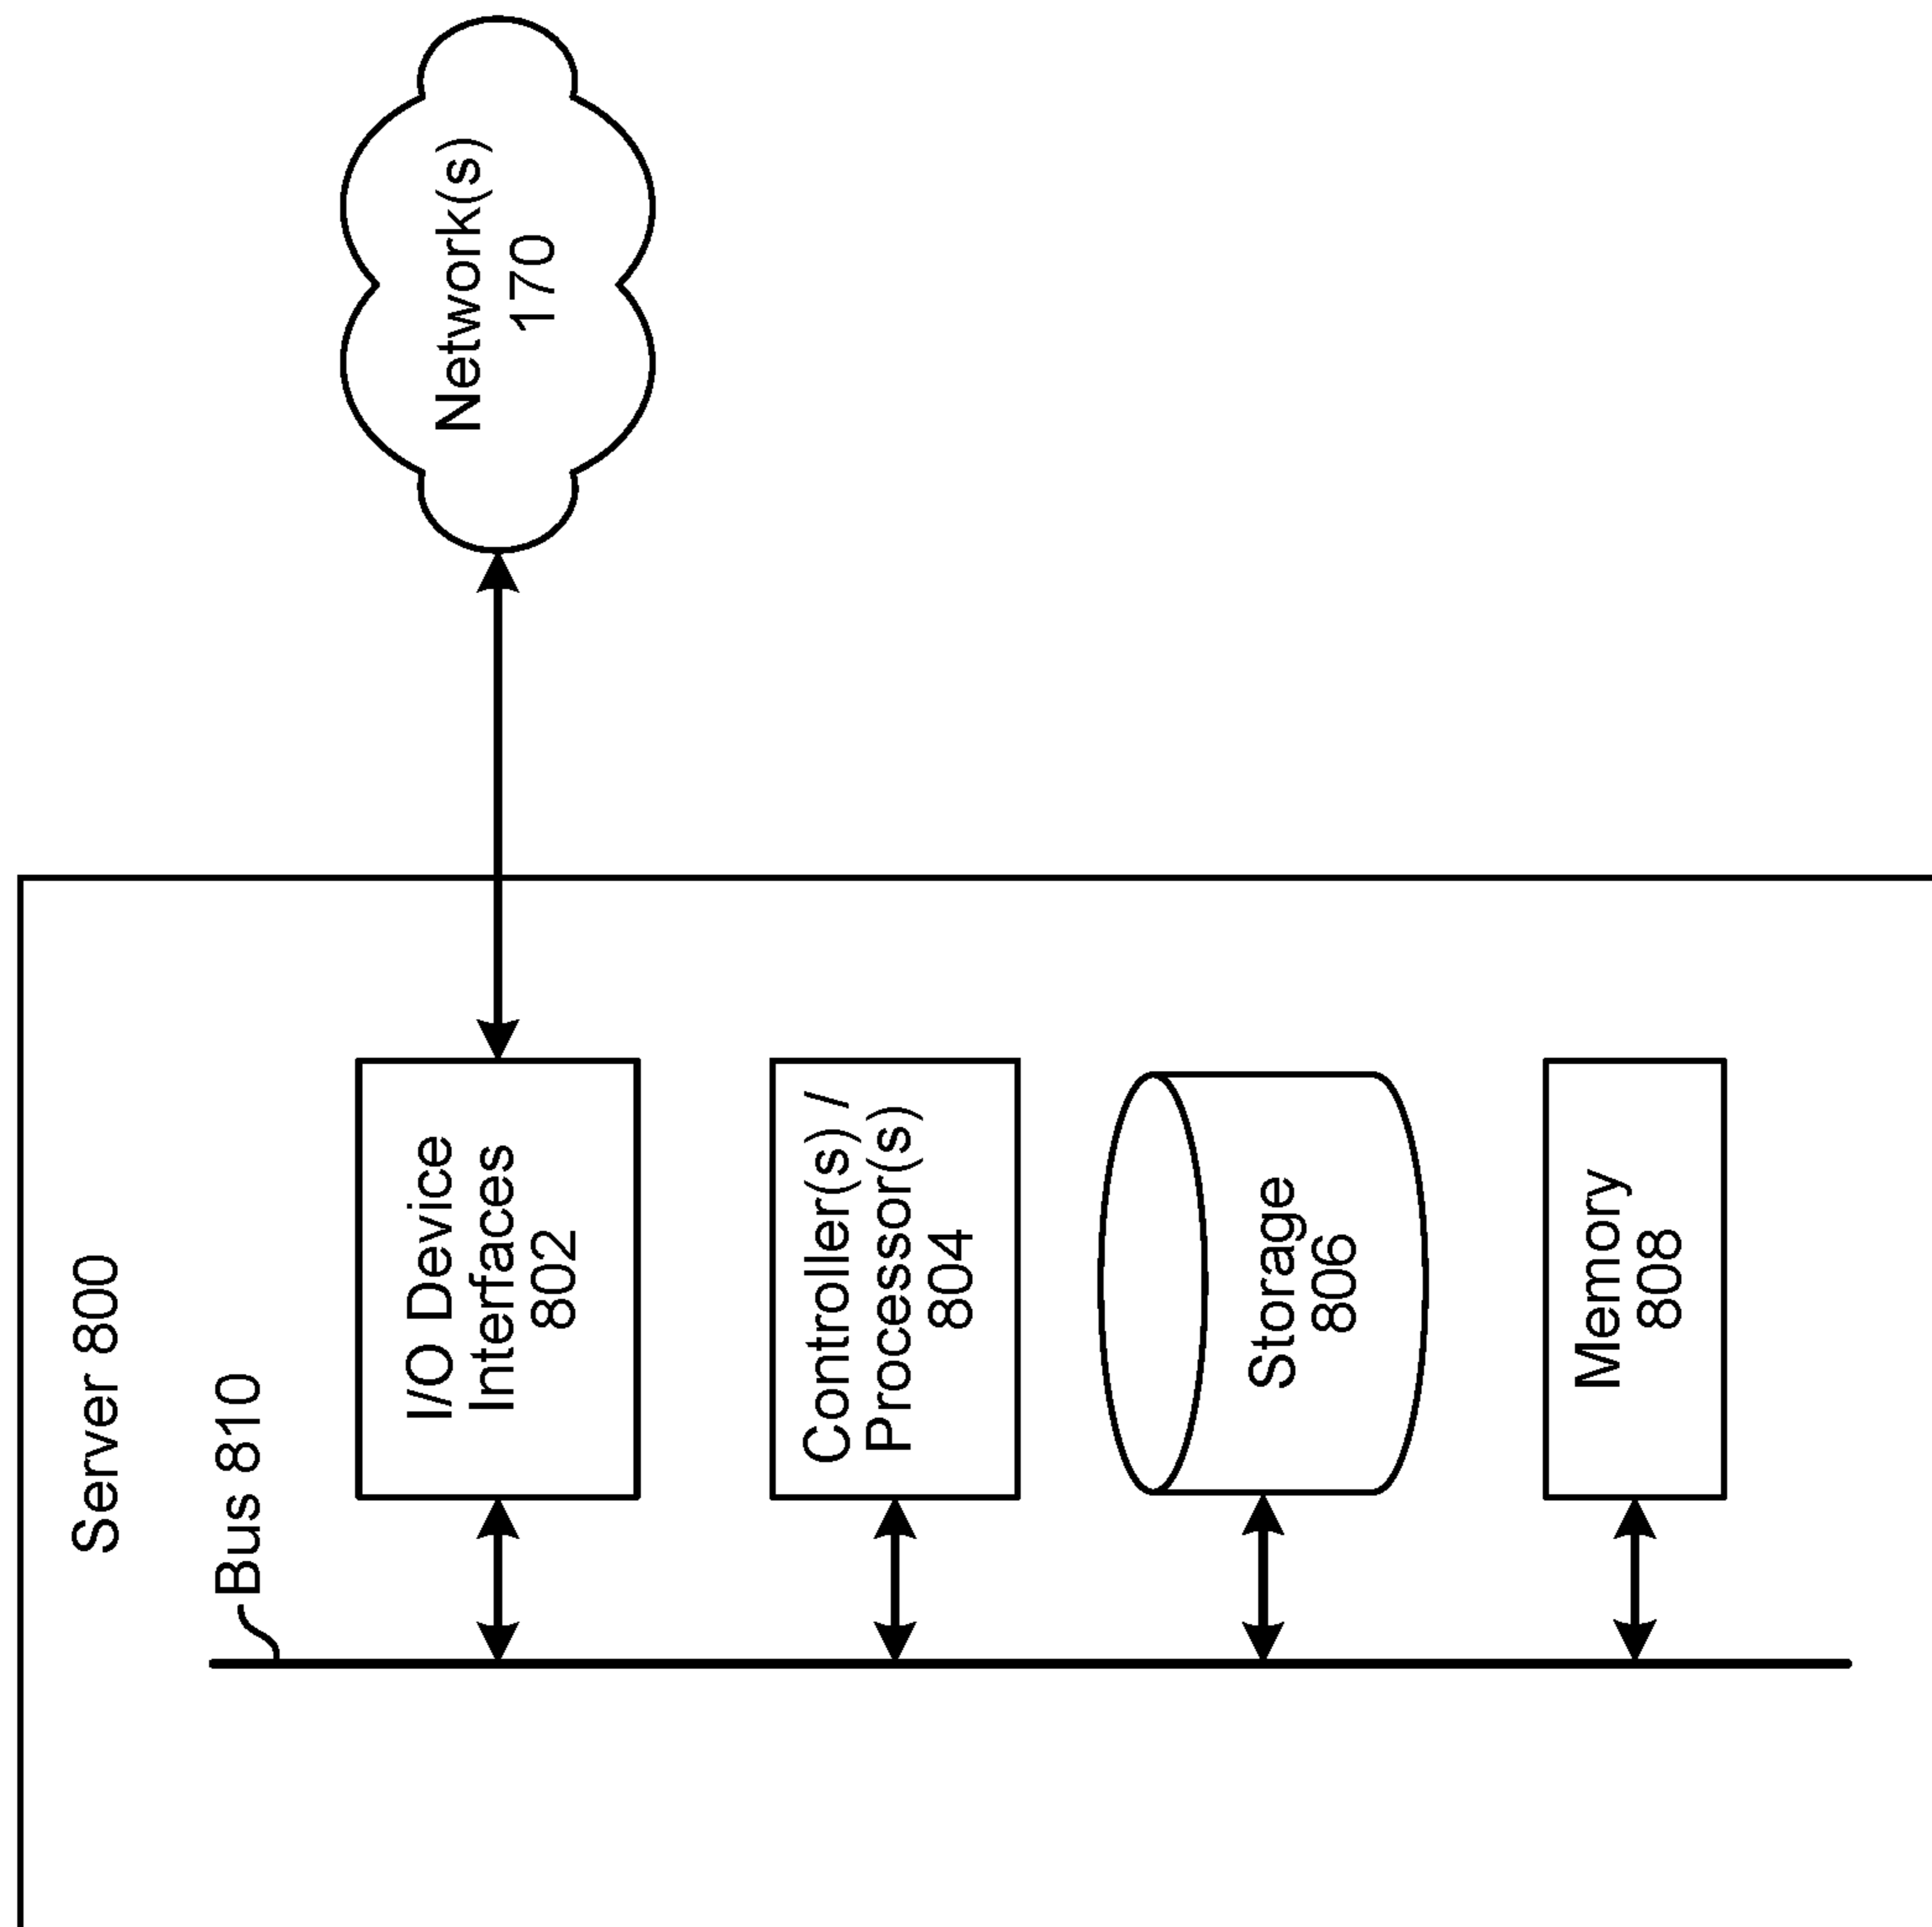 Server 800
Bus 810
I/O Device
Interfaces
802
Network(s)
170
Controller(s) /
Processor(s)
804
Storage
806
Memory
808